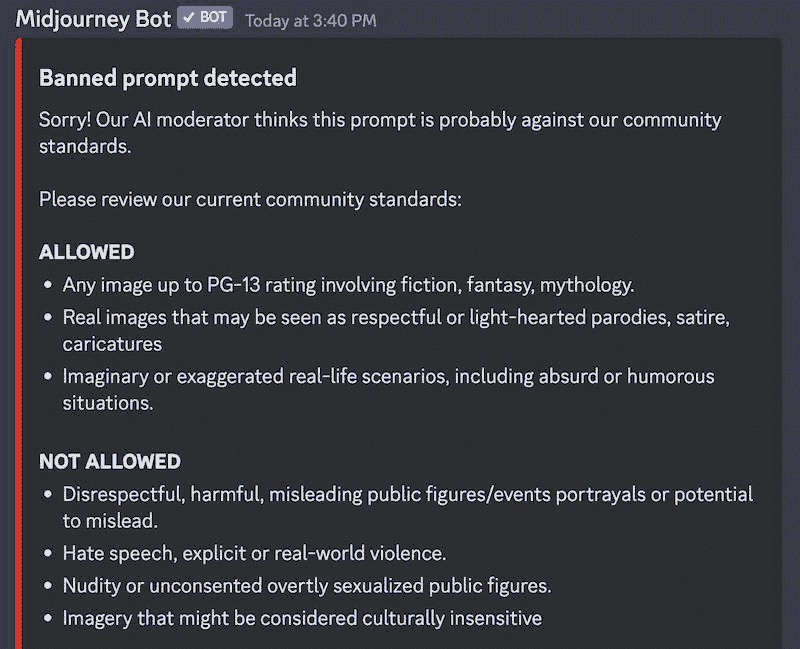 Midjourney Bot ✓ BOT Today at 3:40 PM
Banned prompt detected
Sorry! Our AI moderator thinks this prompt is probably against our community
standards.
Please review our current community standards:
ALLOWED
• Any image up to PG-13 rating involving fiction, fantasy, mythology.
• Real images that may be seen as respectful or light-hearted parodies, satire,
caricatures
• Imaginary or exaggerated real-life scenarios, including absurd or humorous
situations.
NOT ALLOWED
• Disrespectful, harmful, misleading public figures/events portrayals or potential
to mislead.
• Hate speech, explicit or real-world violence.
• Nudity or unconsented overtly sexualized public figures.
• Imagery that might be considered culturally insensitive